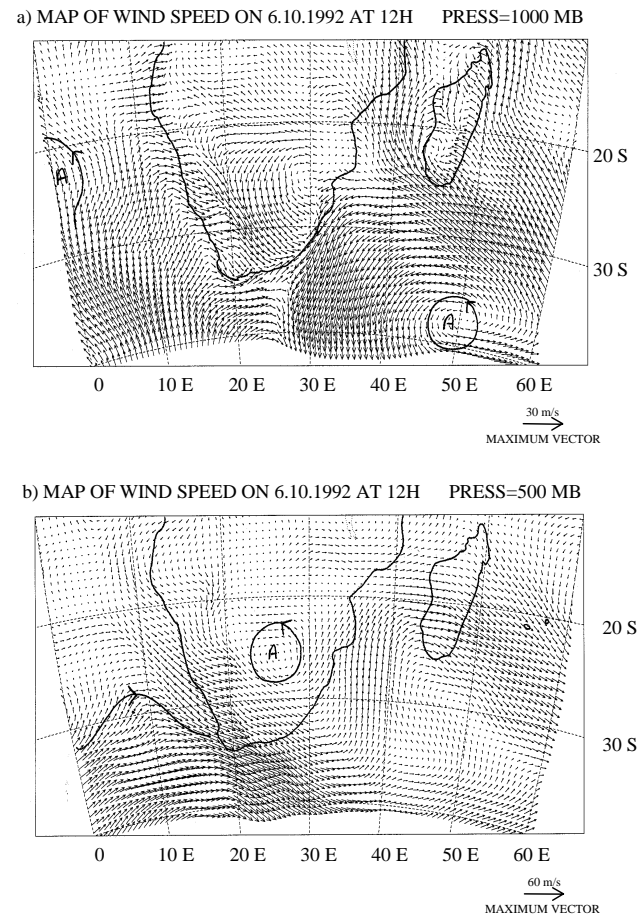 a) MAP OF WIND SPEED ON 6.10.1992 AT 12H PRESS=1000 MB
A
20 S
30 S
A
0 10 E 20 E 30 E 40 E 50 E 60 E
30 m/s
MAXIMUM VECTOR
b) MAP OF WIND SPEED ON 6.10.1992 AT 12H PRESS=500 MB
20 S
A
30 S
0 10 E 20 E 30 E 40 E 50 E 60 E
60 m/s
MAXIMUM VECTOR